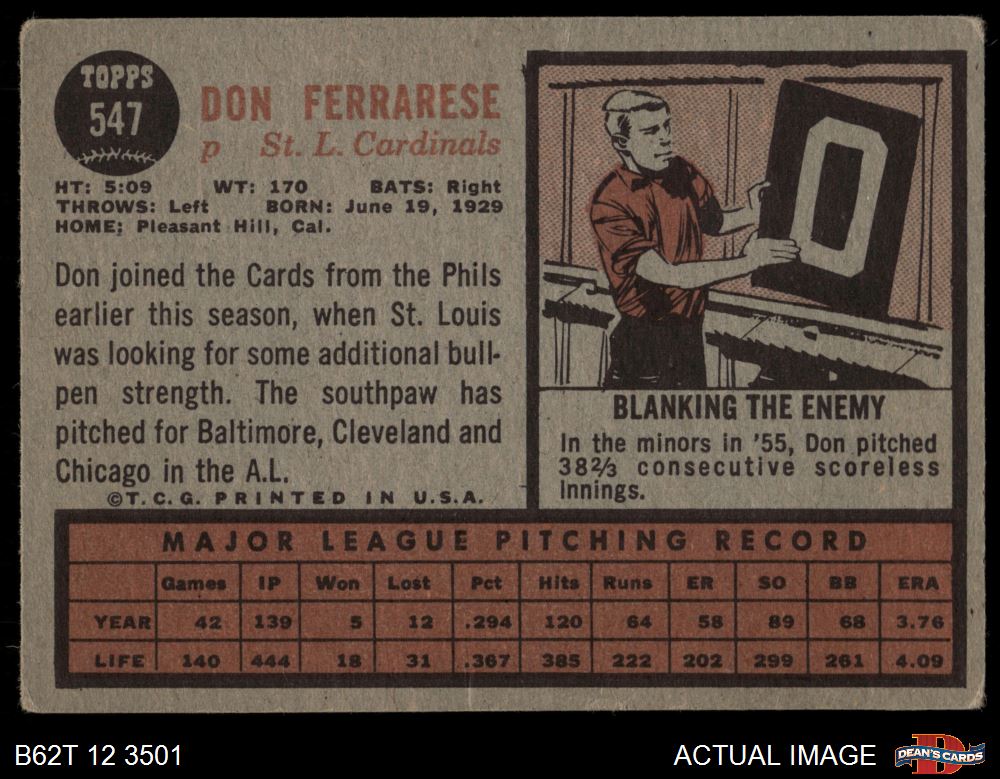 TOPPS
547
DON FERRARESE
p St. L. Cardinals
HT: 5:09 WT: 170 BATS: Right
THROWS: Left BORN: June 19, 1929
HOME: Pleasant Hill, Cal.
Don joined the Cards from the Phils
earlier this season, when St. Louis
was looking for some additional bull-
pen strength. The southpaw has
pitched for Baltimore, Cleveland and
Chicago in the A.L.
©T.C.G. PRINTED IN U.S.A.
0
BLANKING THE ENEMY
In the minors in '55, Don pitched
38⅔ consecutive scoreless
innings.
MAJOR LEAGUE PITCHING RECORD
Games IP Won Lost Pct Hits Runs ER SO BB ERA
YEAR 42 139 5 12 .294 120 64 58 89 68 3.76
LIFE 140 444 18 31 .367 385 222 202 299 261 4.09
B62T 12 3501
ACTUAL IMAGE
DEAN'S CARDS